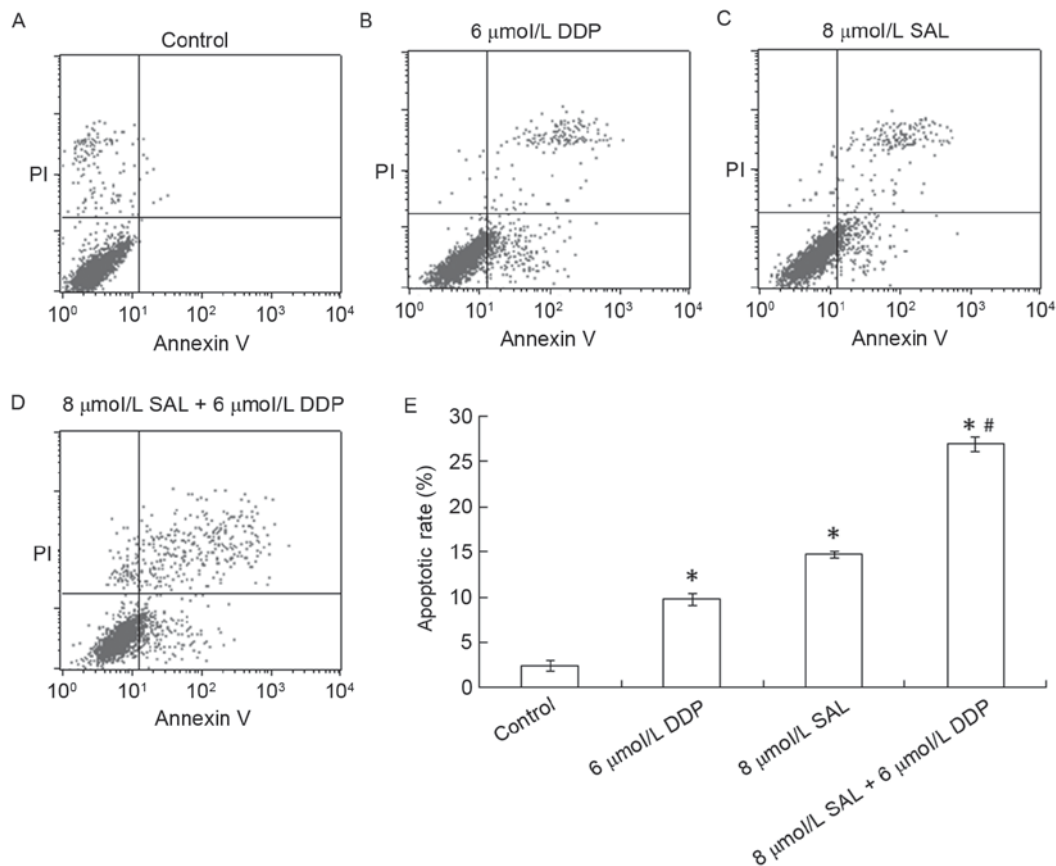 A
Control
PI
10⁰ 10¹ 10² 10³ 10⁴
Annexin V
B
6 μmol/L DDP
PI
10⁰ 10¹ 10² 10³ 10⁴
Annexin V
C
8 μmol/L SAL
PI
10⁰ 10¹ 10² 10³ 10⁴
Annexin V
D
8 μmol/L SAL + 6 μmol/L DDP
PI
10⁰ 10¹ 10² 10³ 10⁴
Annexin V
E
Apoptotic rate (%)
30
25
20
15
10
5
0
*
*
* #
Control
6 μmol/L DDP
8 μmol/L SAL
8 μmol/L SAL + 6 μmol/L DDP